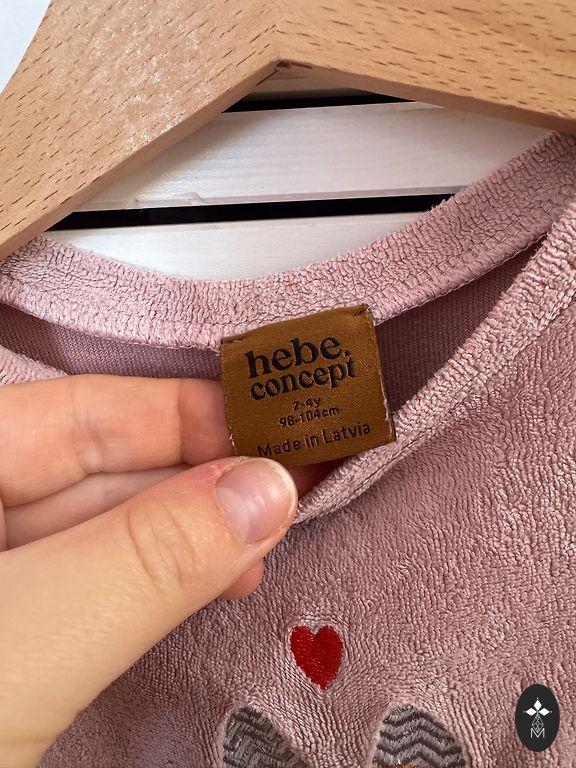 hebe.
concept
2-4y
98-104cm
Made in Latvia
M